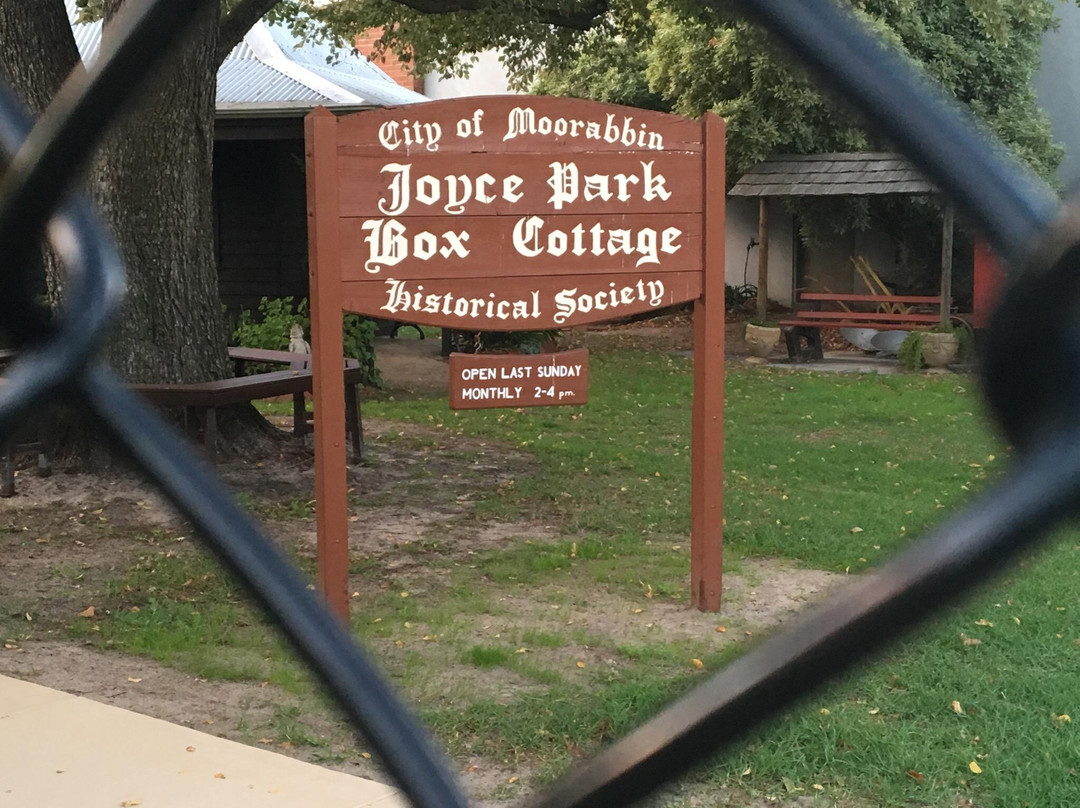 City of Moorabbin
Joyce Park
Box Cottage
Historical Society
OPEN LAST SUNDAY
MONTHLY 2-4 pm.